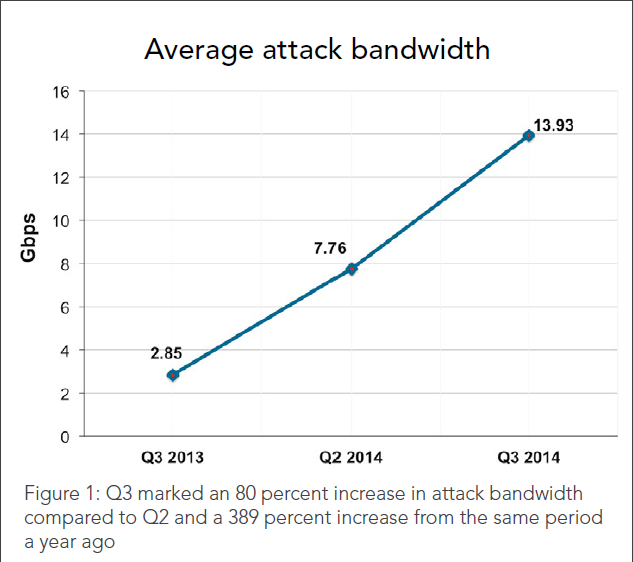 Average attack bandwidth
16
14
12
10
8
6
4
2
0
Gbps
2.85
7.76
13.93
Q3 2013
Q2 2014
Q3 2014
Figure 1: Q3 marked an 80 percent increase in attack bandwidth
compared to Q2 and a 389 percent increase from the same period
a year ago